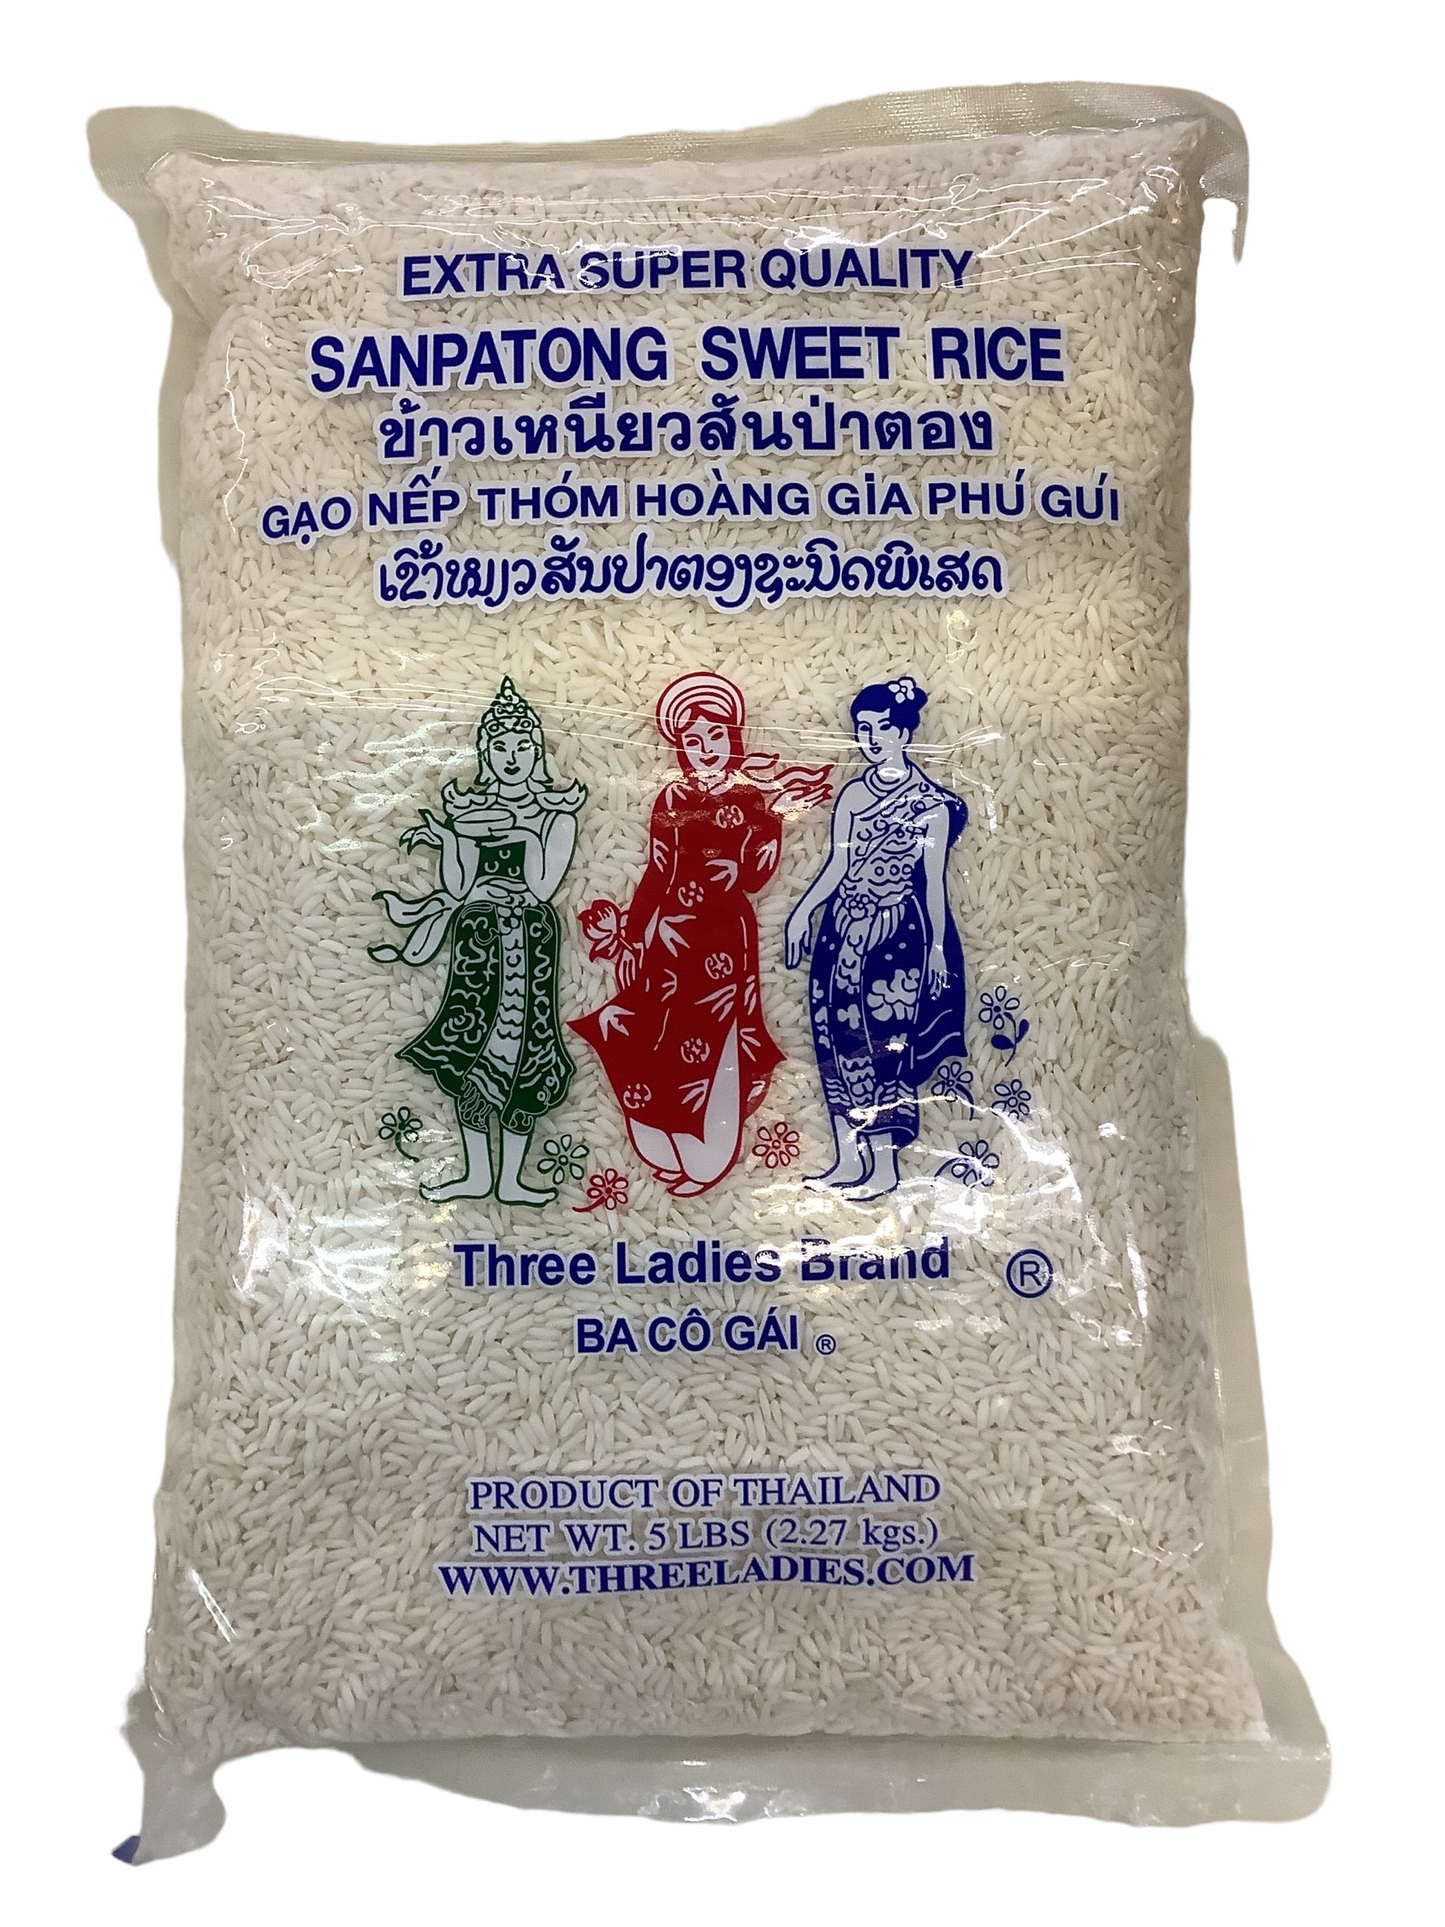 EXTRA SUPER QUALITY
SANPATONG SWEET RICE
ข้าวเหนียวสันป่าตอง
GẠO NẾP THÓM HOÀNG GiA PHÚ GÚI
ເຂົ້າໜຽວສັນປາຕອງຊະນິດພິເສດ
Three Ladies Brand ®
BA CÔ GÁI ®
PRODUCT OF THAILAND
NET WT. 5 LBS (2.27 kgs.)
WWW.THREELADIES.COM